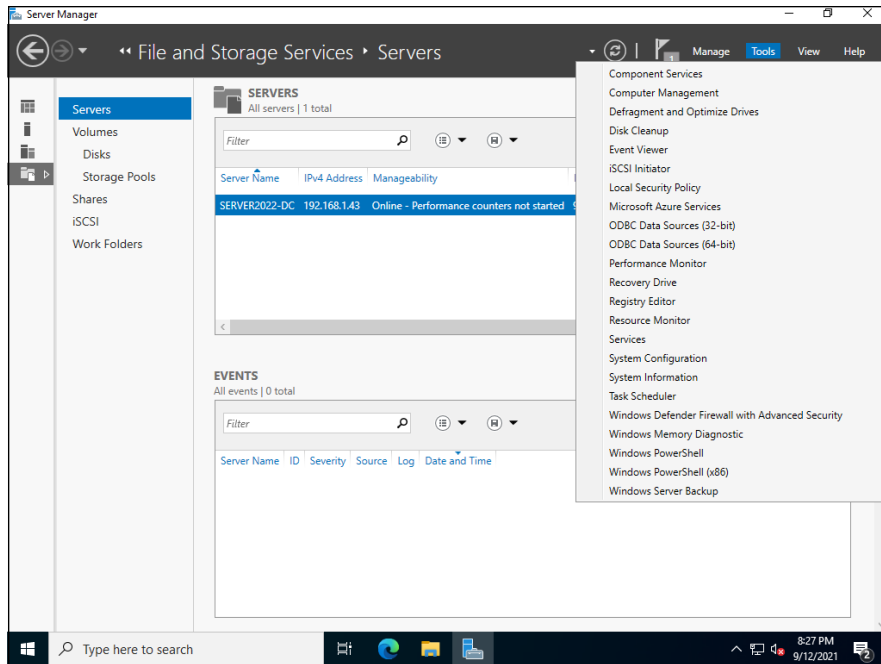 Server Manager
File and Storage Services • Servers
1
Manage
Tools
View
Help
Servers
Volumes
Disks
Storage Pools
Shares
iSCSI
Work Folders
SERVERS
All servers | 1 total
Filter
Server Name IPv4 Address Manageability
SERVER2022-DC 192.168.1.43 Online - Performance counters not started
EVENTS
All events | 0 total
Filter
Server Name ID Severity Source Log Date and Time
Component Services
Computer Management
Defragment and Optimize Drives
Disk Cleanup
Event Viewer
iSCSI Initiator
Local Security Policy
Microsoft Azure Services
ODBC Data Sources (32-bit)
ODBC Data Sources (64-bit)
Performance Monitor
Recovery Drive
Registry Editor
Resource Monitor
Services
System Configuration
System Information
Task Scheduler
Windows Defender Firewall with Advanced Security
Windows Memory Diagnostic
Windows PowerShell
Windows PowerShell (x86)
Windows Server Backup
Type here to search
8:27 PM
9/12/2021
2